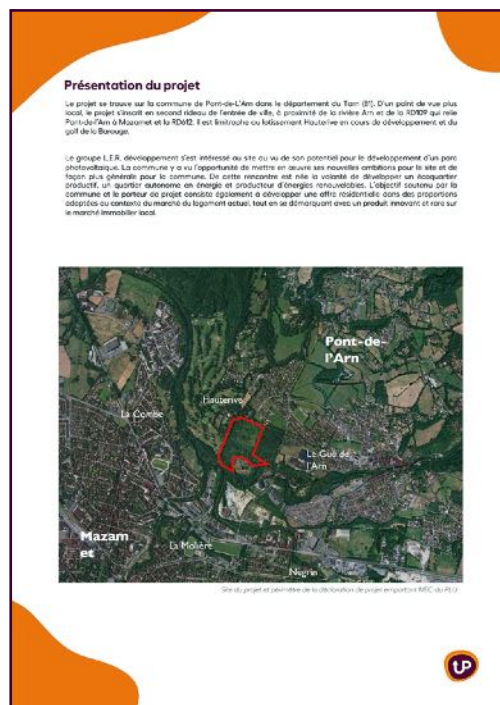 Présentation du projet
Le projet se trouve sur la commune de Pont-de-L'Arn dans le département du Tarn (81). D'un point de vue plus
local, le projet s'inscrit en second rideau de l'entrée de ville, à proximité de la rivière Arn et de la RD109 qui relie
Pont-de-l'Arn à Mazamet et la RD612. Il est limitrophe au lotissement Hauterive en cours de développement et du
golf de la Barouge.
Le groupe L.E.R. développement s'est intéressé au site au vu de son potentiel pour le développement d'un parc
photovoltaïque. La commune y a vu l'opportunité de mettre en œuvre ses nouvelles ambitions pour le site et de
façon plus générale pour la commune. De cette rencontre est née la volonté de développer un écoquartier
productif, un quartier autonome en énergie et producteur d'énergies renouvelables. L'objectif soutenu par la
commune et le porteur de projet consiste également à développer une offre résidentielle dans des proportions
adaptées au contexte du marché du logement actuel, tout en se démarquant avec un produit innovant et rare sur
le marché immobilier local.
Pont-de-
l'Arn
Hauterive
La Combe
Le Gué de
l'Arn
Mazam
et
La Molière
Négrin
Site du projet et périmètre de la déclaration de projet emportant MEC du PLU
UP